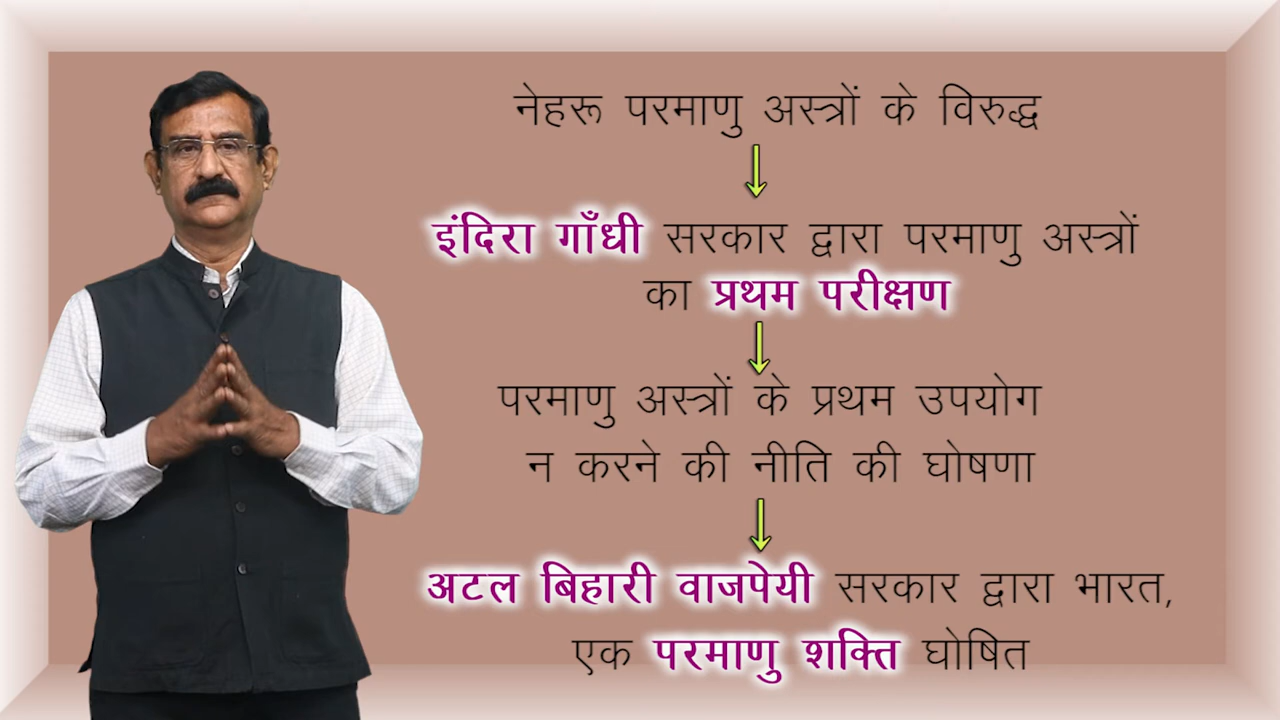 नेहरू परमाणु अस्त्रों के विरुद्ध
इंदिरा गाँधी सरकार द्वारा परमाणु अस्त्रों
का प्रथम परीक्षण
परमाणु अस्त्रों के प्रथम उपयोग
न करने की नीति की घोषणा
अटल बिहारी वाजपेयी सरकार द्वारा भारत,
एक परमाणु शक्ति घोषित